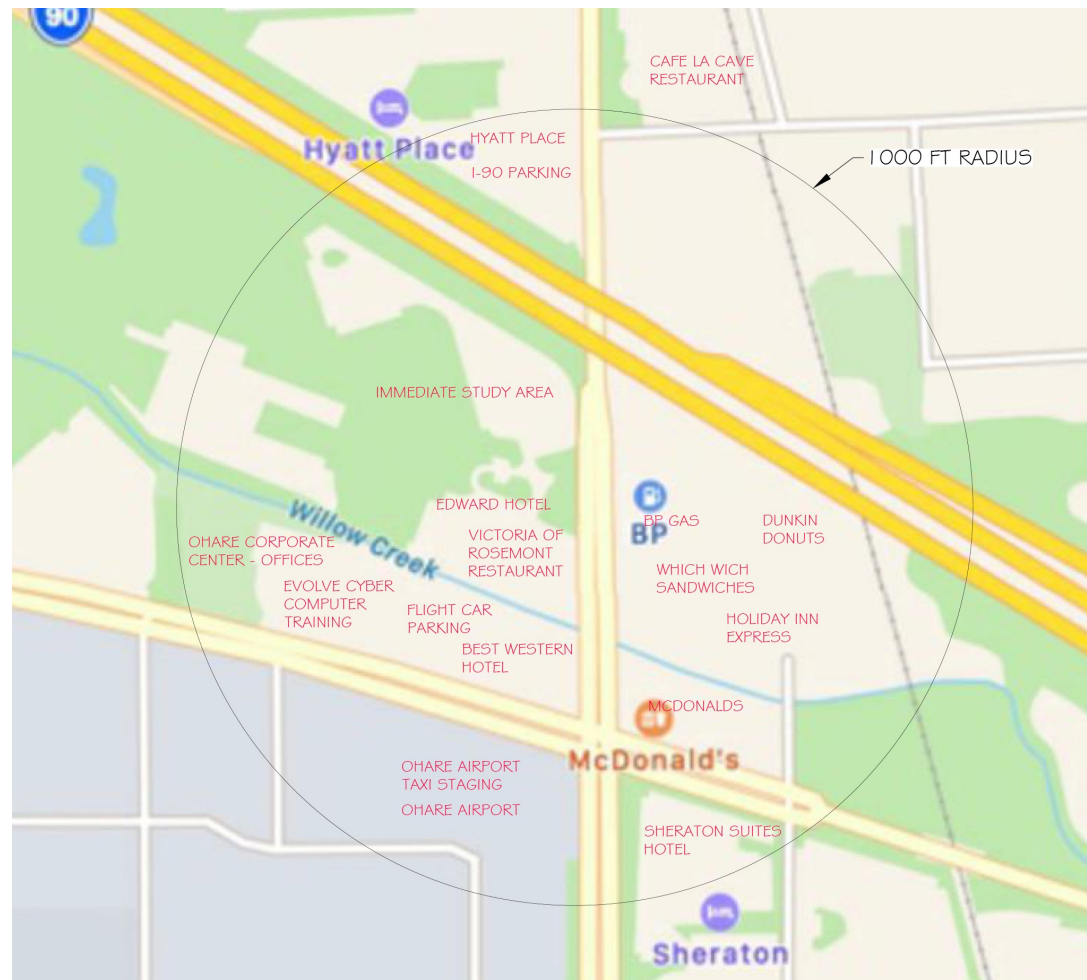 90
CAFE LA CAVE
RESTAURANT
HYATT PLACE
Hyatt Place
1000 FT RADIUS
I-90 PARKING
IMMEDIATE STUDY AREA
EDWARD HOTEL
BP GAS
BP
DUNKIN
DONUTS
Willow Creek
OHARE CORPORATE
CENTER - OFFICES
VICTORIA OF
ROSEMONT
RESTAURANT
WHICH WICH
SANDWICHES
EVOLVE CYBER
COMPUTER
TRAINING
FLIGHT CAR
PARKING
HOLIDAY INN
EXPRESS
BEST WESTERN
HOTEL
MCDONALDS
McDonald's
OHARE AIRPORT
TAXI STAGING
OHARE AIRPORT
SHERATON SUITES
HOTEL
Sheraton